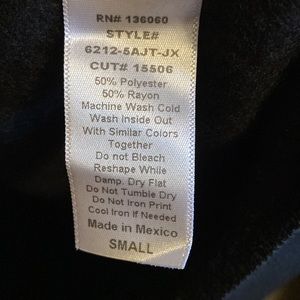 RN# 136060
STYLE#
6212-5AJT-JX
CUT# 15506
50% Polyester
50% Rayon
Machine Wash Cold
Wash Inside Out
With Similar Colors
Together
Do not Bleach
Reshape While
Damp. Dry Flat
Do Not Tumble Dry
Do Not Iron Print
Cool Iron if Needed
Made in Mexico
SMALL